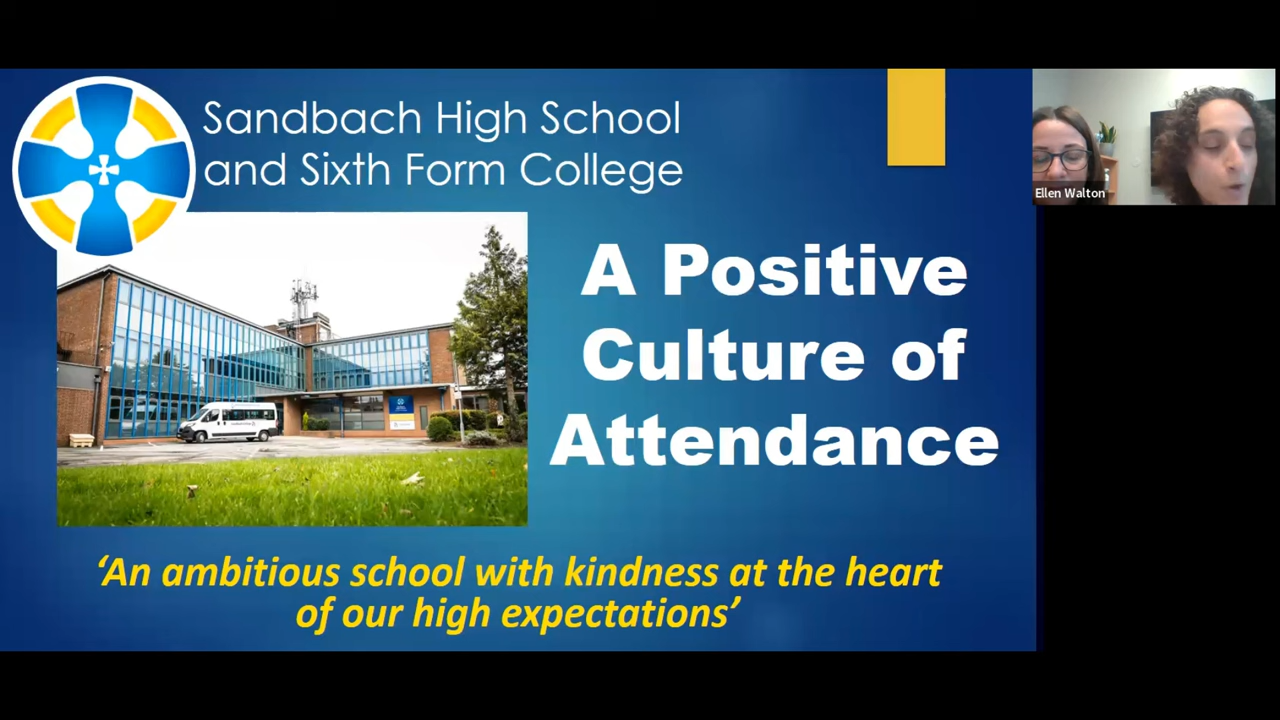 Sandbach High School
and Sixth Form College
A Positive
Culture of
Attendance
‘An ambitious school with kindness at the heart
of our high expectations’
Ellen Walton